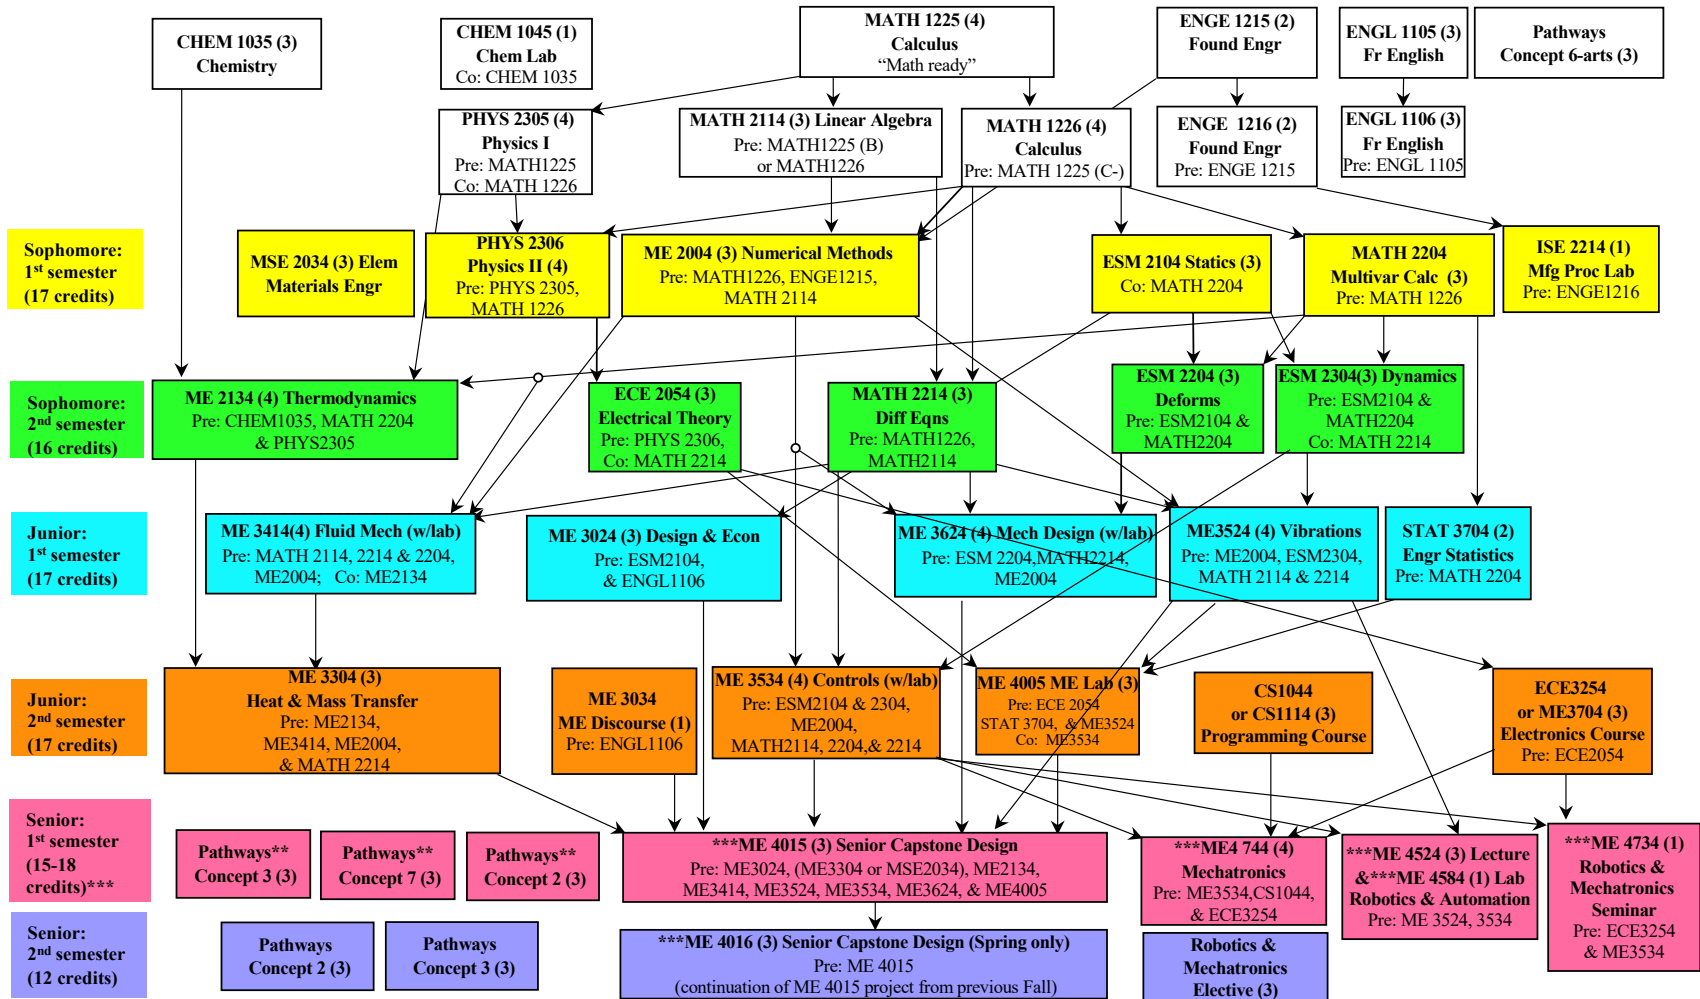 CHEM 1035 (3)
Chemistry
CHEM 1045 (1)
Chem Lab
Co: CHEM 1035
MATH 1225 (4)
Calculus
“Math ready”
ENGE 1215 (2)
Found Engr
ENGL 1105 (3)
Fr English
Pathways
Concept 6-arts (3)
PHYS 2305 (4)
Physics I
Pre: MATH1225
Co: MATH 1226
MATH 2114 (3) Linear Algebra
Pre: MATH1225 (B)
or MATH1226
MATH 1226 (4)
Calculus
Pre: MATH 1225 (C-)
ENGE 1216 (2)
Found Engr
Pre: ENGE 1215
ENGL 1106 (3)
Fr English
Pre: ENGL 1105
Sophomore:
1st semester
(17 credits)
MSE 2034 (3) Elem
Materials Engr
PHYS 2306
Physics II (4)
Pre: PHYS 2305,
MATH 1226
ME 2004 (3) Numerical Methods
Pre: MATH1226, ENGE1215,
MATH 2114
ESM 2104 Statics (3)
Co: MATH 2204
MATH 2204
Multivar Calc (3)
Pre: MATH 1226
ISE 2214 (1)
Mfg Proc Lab
Pre: ENGE1216
Sophomore:
2nd semester
(16 credits)
ME 2134 (4) Thermodynamics
Pre: CHEM1035, MATH 2204
& PHYS2305
ECE 2054 (3)
Electrical Theory
Pre: PHYS 2306,
Co: MATH 2214
MATH 2214 (3)
Diff Eqns
Pre: MATH1226,
MATH2114
ESM 2204 (3)
Deforms
Pre: ESM2104 &
MATH2204
ESM 2304(3) Dynamics
Pre: ESM2104 &
MATH2204
Co: MATH 2214
Junior:
1st semester
(17 credits)
ME 3414(4) Fluid Mech (w/lab)
Pre: MATH 2114, 2214 & 2204,
ME2004; Co: ME2134
ME 3024 (3) Design & Econ
Pre: ESM2104,
& ENGL1106
ME 3624 (4) Mech Design (w/lab)
Pre: ESM 2204,MATH2214,
ME2004
ME3524 (4) Vibrations
Pre: ME2004, ESM2304,
MATH 2114 & 2214
STAT 3704 (2)
Engr Statistics
Pre: MATH 2204
Junior:
2nd semester
(17 credits)
ME 3304 (3)
Heat & Mass Transfer
Pre: ME2134,
ME3414, ME2004,
& MATH 2214
ME 3034
ME Discourse (1)
Pre: ENGL1106
ME 3534 (4) Controls (w/lab)
Pre: ESM2104 & 2304,
ME2004,
MATH2114, 2204,& 2214
ME 4005 ME Lab (3)
Pre: ECE 2054
STAT 3704, & ME3524
Co: ME3534
CS1044
or CS1114 (3)
Programming Course
ECE3254
or ME3704 (3)
Electronics Course
Pre: ECE2054
Senior:
1st semester
(15-18
credits)***
Pathways**
Concept 3 (3)
Pathways**
Concept 7 (3)
Pathways**
Concept 2 (3)
***ME 4015 (3) Senior Capstone Design
Pre: ME3024, (ME3304 or MSE2034), ME2134,
ME3414, ME3524, ME3534, ME3624, & ME4005
***ME4 744 (4)
Mechatronics
Pre: ME3534,CS1044,
& ECE3254
***ME 4524 (3) Lecture
&***ME 4584 (1) Lab
Robotics & Automation
Pre: ME 3524, 3534
***ME 4734 (1)
Robotics &
Mechatronics
Seminar
Pre: ECE3254
& ME3534
Senior:
2nd semester
(12 credits)
Pathways
Concept 2 (3)
Pathways
Concept 3 (3)
***ME 4016 (3) Senior Capstone Design (Spring only)
Pre: ME 4015
(continuation of ME 4015 project from previous Fall)
Robotics &
Mechatronics
Elective (3)